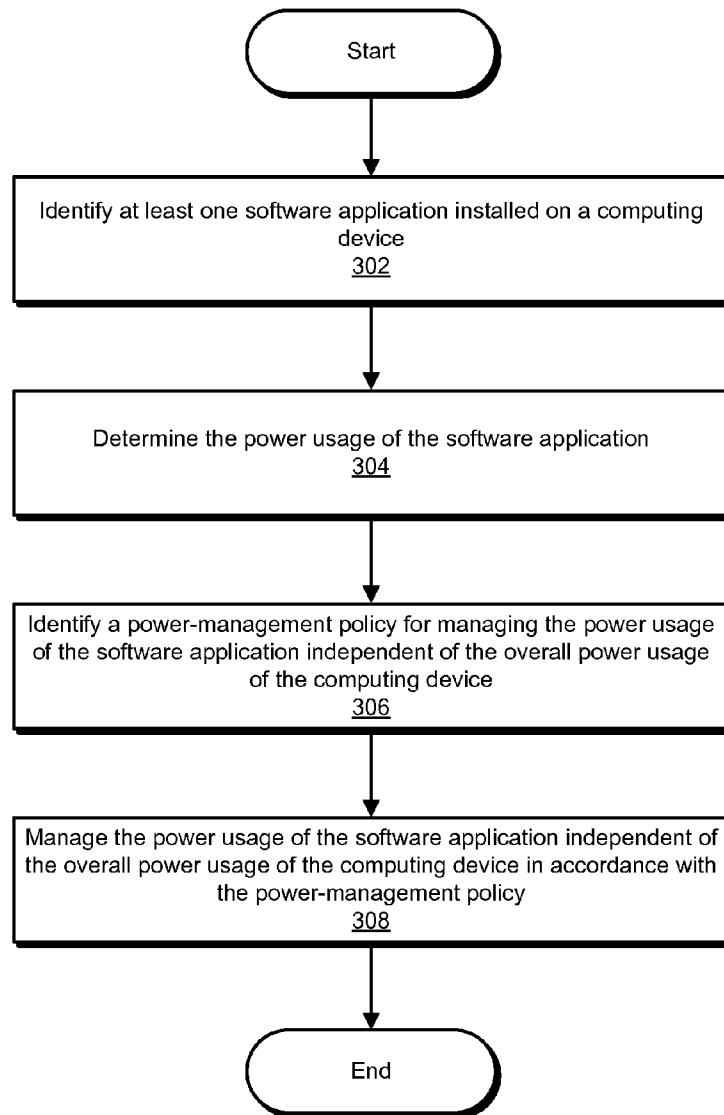 Start
Identify at least one software application installed on a computing
device
302
Determine the power usage of the software application
304
Identify a power-management policy for managing the power usage
of the software application independent of the overall power usage
of the computing device
306
Manage the power usage of the software application independent of
the overall power usage of the computing device in accordance with
the power-management policy
308
End